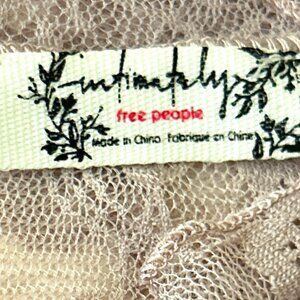 intimately
free people
Made in China. Fabriqué en Chine